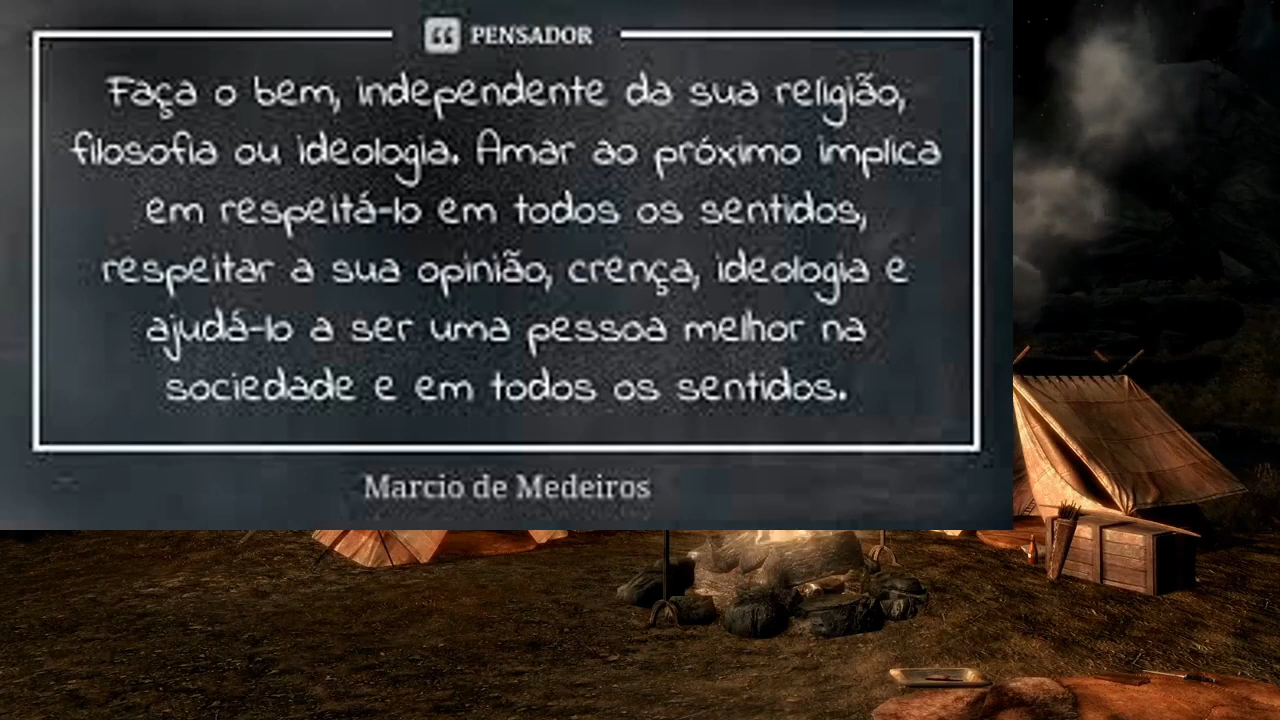 PENSADOR
Faça o bem, independente da sua religião,
filosofia ou ideologia. Amar ao próximo implica
em respeitá-lo em todos os sentidos,
respeitar a sua opinião, crença, ideologia e
ajudá-lo a ser uma pessoa melhor na
sociedade e em todos os sentidos.
Marcio de Medeiros